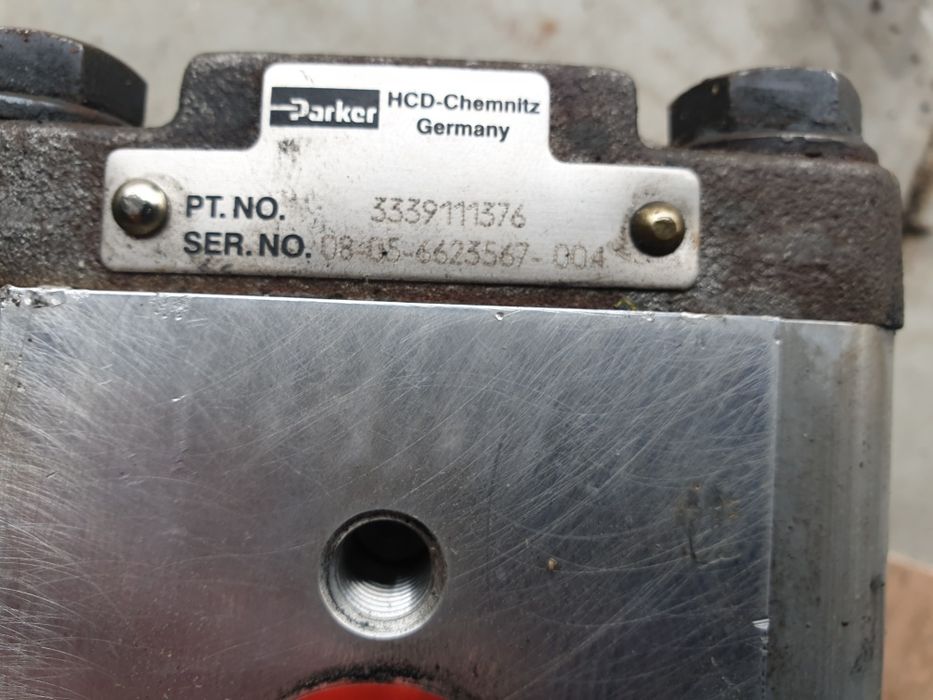 Parker HCD-Chemnitz
Germany
PT. NO. 3339111376
SER. NO. 08-05-6623567-004